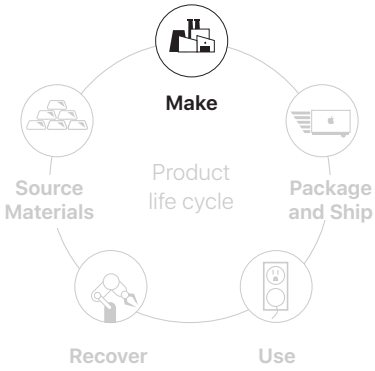 Make
Product
life cycle
Source
Materials
Package
and Ship
Recover
Use